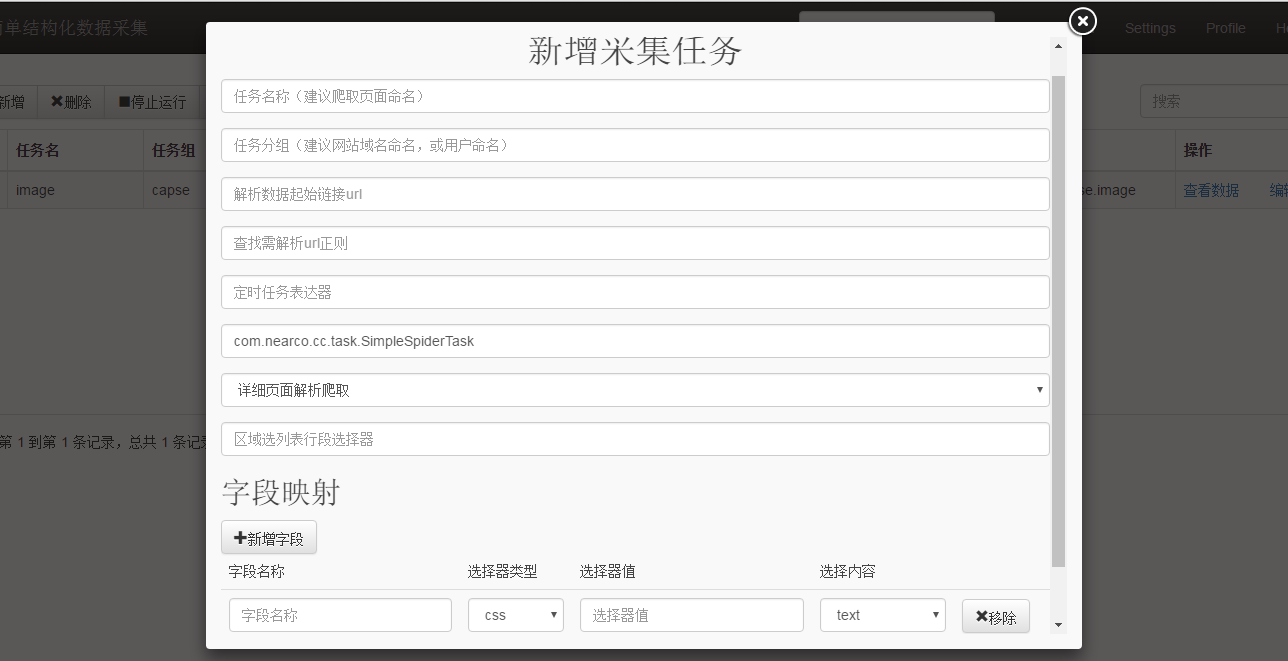 单结构化数据采集
Settings Profile
新增采集任务
新增 ✖删除 ■停止运行
搜索
任务名称（建议爬取页面命名）
任务分组（建议网站域名命名，或用户命名）
任务名 任务组 操作
image capse se.image 查看数据 编辑
解析数据起始链接url
查找需解析url正则
定时任务表达器
com.nearco.cc.task.SimpleSpiderTask
详细页面解析爬取
区域选列表行段选择器
第 1 到第 1 条记录，总共 1 条记录
字段映射
✚新增字段
字段名称 选择器类型 选择器值 选择内容
字段名称 css 选择器值 text ✖移除